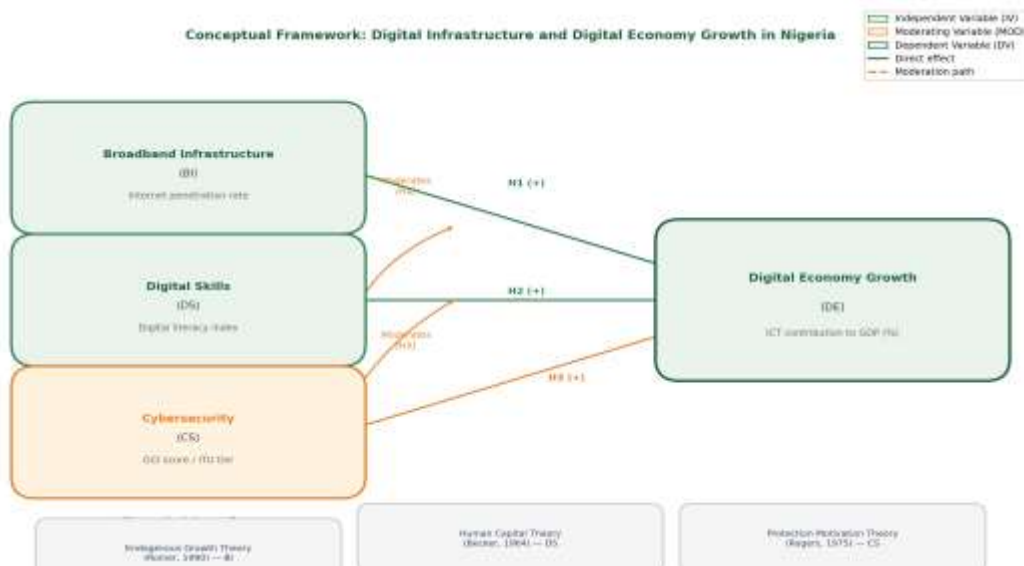 Conceptual Framework: Digital Infrastructure and Digital Economy Growth in Nigeria
Independent Variable (IV)
Moderating Variable (MOD)
Dependent Variable (DV)
Direct effect
Moderation path
Broadband Infrastructure
(BI)
Internet penetration rate
Moderates
H1 (+)
Digital Skills
(DS)
Digital literacy index
H2 (+)
Digital Economy Growth
(DE)
ICT contribution to GDP (%)
Moderates
H3 (+)
Cybersecurity
(CS)
GCI score / ITU tier
Endogenous Growth Theory
(Romer, 1990) — BI
Human Capital Theory
(Becker, 1964) — DS
Protection Motivation Theory
(Rogers, 1975) — CS